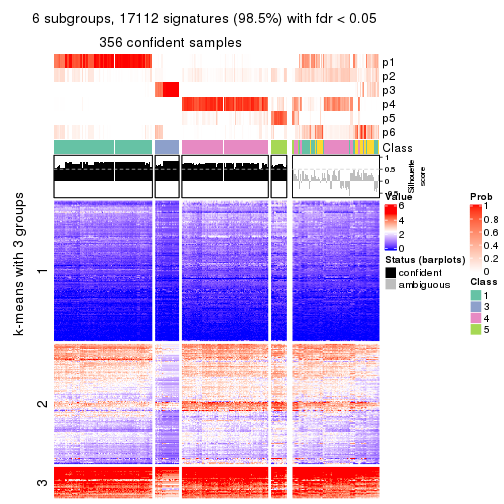 6 subgroups, 17112 signatures (98.5%) with fdr < 0.05
356 confident samples
p1
p2
p3
p4
p5
p6
Class
1
0.5
0
-0.5
Silhouette
score
k-means with 3 groups
1
2
3
Value
6
4
2
0
Status (barplots)
confident
ambiguous
Prob
1
0.8
0.6
0.4
0.2
0
Class
1
3
4
5